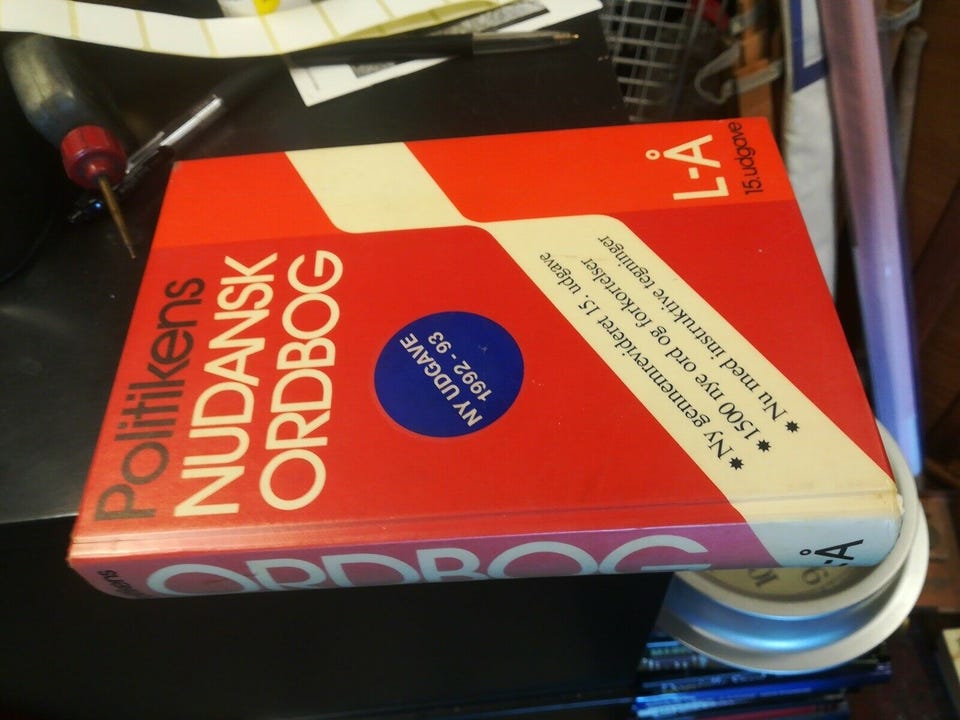 Politikens
NUDANSK
ORDBOG
NY UDGAVE
1992 - 93
✷ Ny gennemrevideret 15. udgave
✷ 1500 nye ord og forkortelser
✷ Nu med instruktive tegninger
L-Å
15. udgave
ORDBOG
-Å